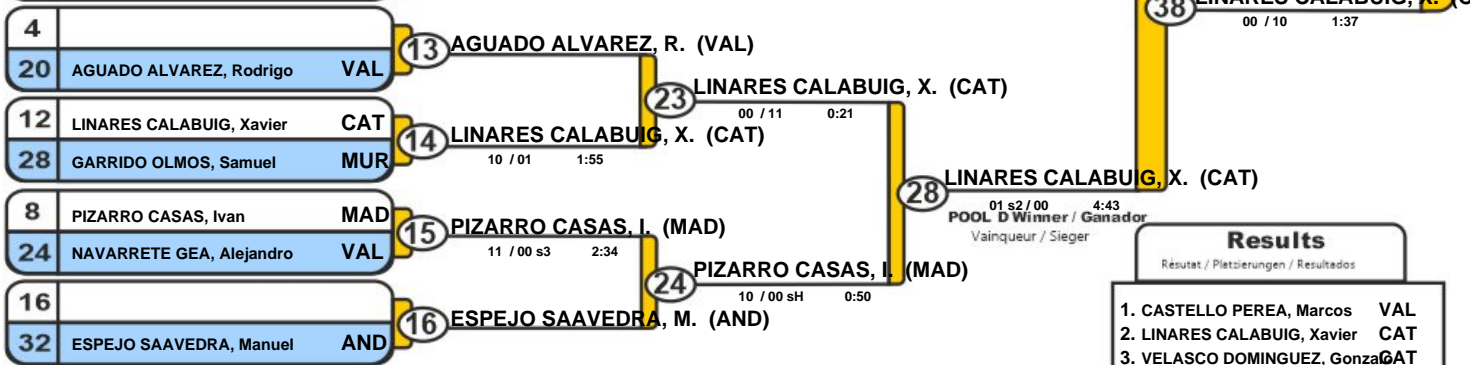 38 LINARES CALABUIG, X.
00 / 10 1:37
4
20 AGUADO ALVAREZ, Rodrigo VAL
13 AGUADO ALVAREZ, R. (VAL)
12 LINARES CALABUIG, Xavier CAT
28 GARRIDO OLMOS, Samuel MUR
14 LINARES CALABUIG, X. (CAT)
10 / 01 1:55
23 LINARES CALABUIG, X. (CAT)
00 / 11 0:21
8 PIZARRO CASAS, Ivan MAD
24 NAVARRETE GEA, Alejandro VAL
15 PIZARRO CASAS, I. (MAD)
11 / 00 s3 2:34
16
32 ESPEJO SAAVEDRA, Manuel AND
16 ESPEJO SAAVEDRA, M. (AND)
24 PIZARRO CASAS, I. (MAD)
10 / 00 sH 0:50
28 LINARES CALABUIG, X. (CAT)
01 s2 / 00 4:43
POOL D Winner / Ganador
Vainqueur / Sieger
Results
Résutat / Platzierungen / Resultados
1. CASTELLO PEREA, Marcos VAL
2. LINARES CALABUIG, Xavier CAT
3. VELASCO DOMINGUEZ, Gonzalo CAT